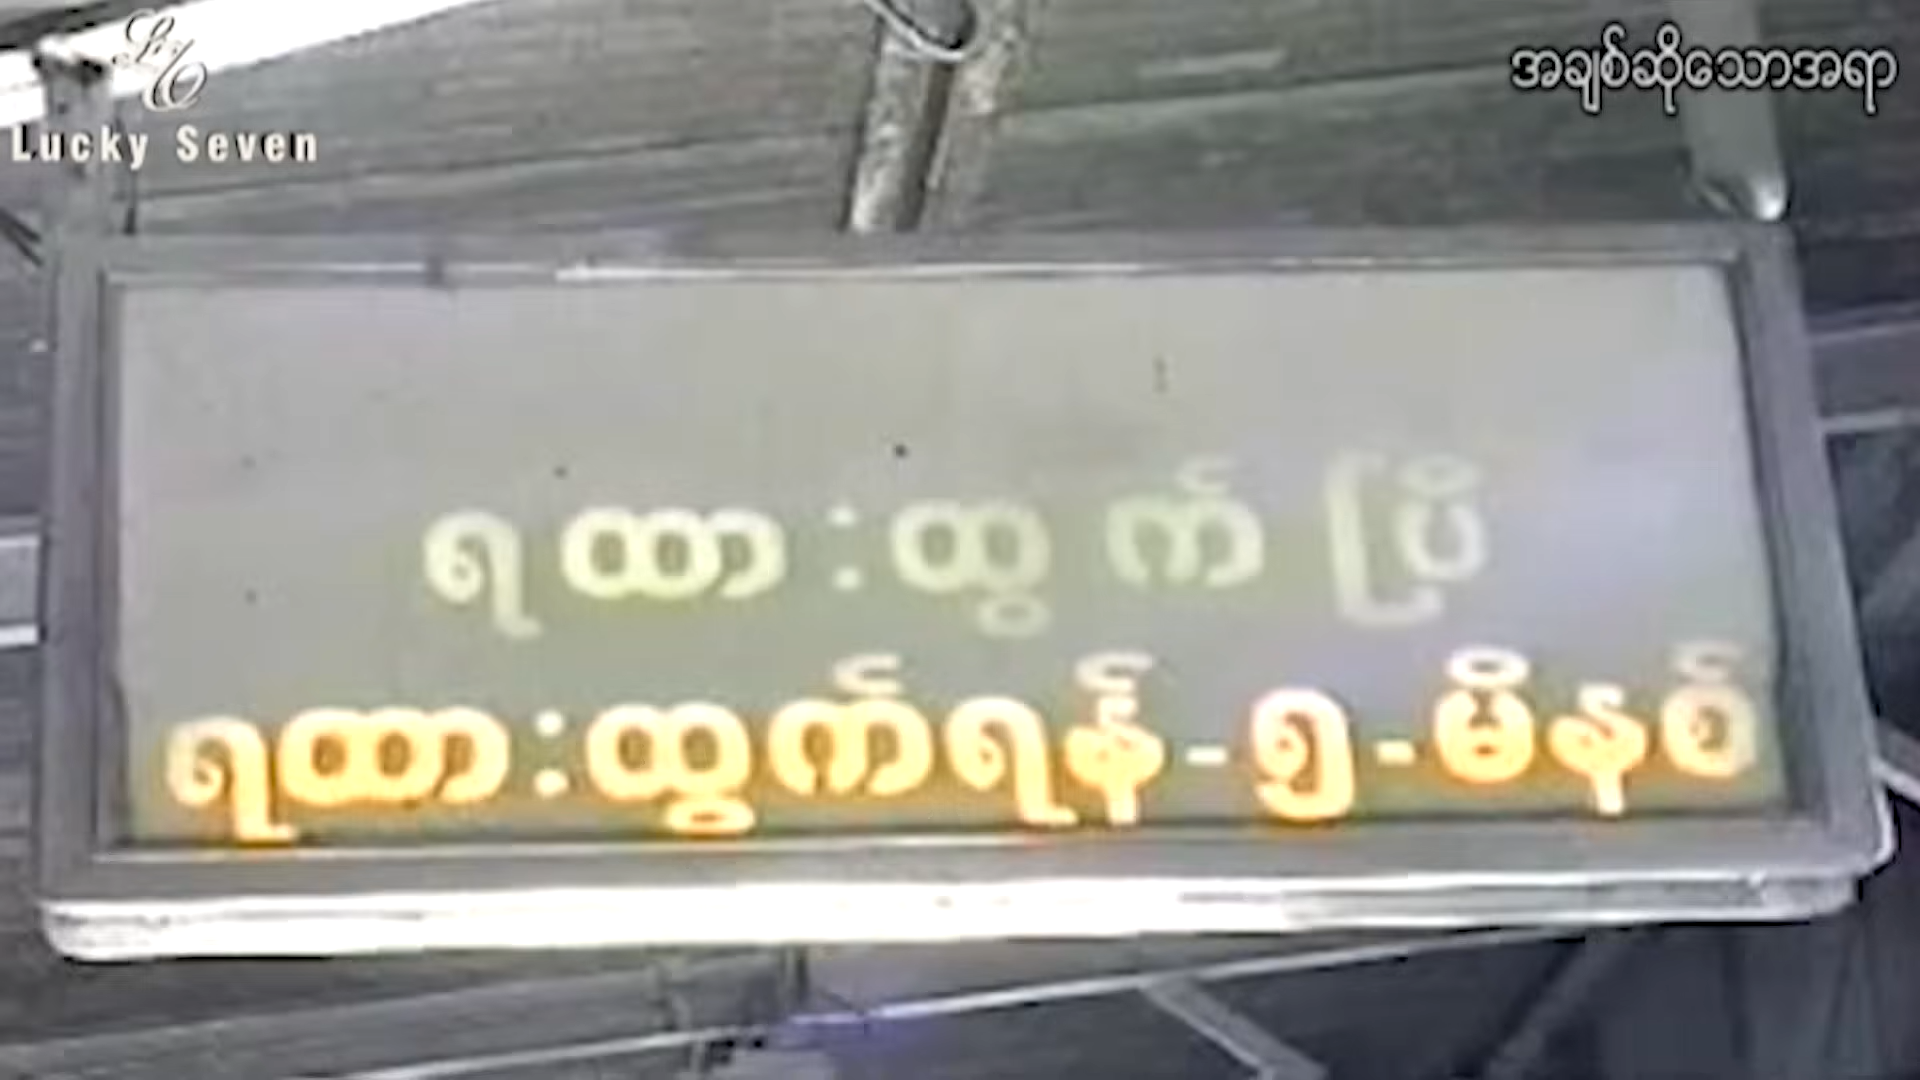 Lucky Seven
အချစ်ဆိုသောအရာ
ရထား:ထွက်ပြီ
ရထား:ထွက်ရန်-၅-မိနစ်